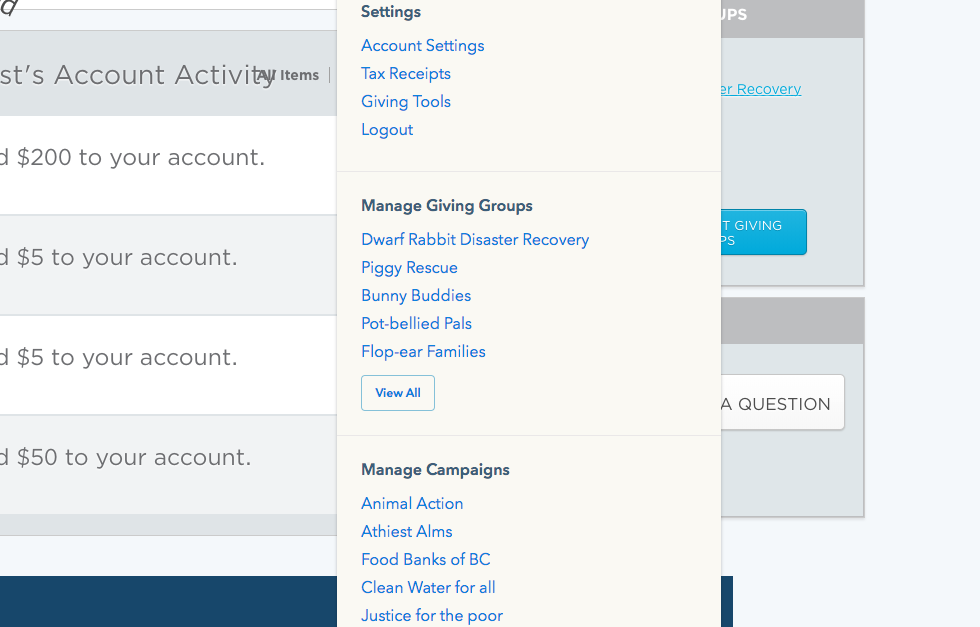 st's Account Activity
All Items |
$200 to your account.
$5 to your account.
$5 to your account.
$50 to your account.
Settings
Account Settings
Tax Receipts
Giving Tools
Logout
Manage Giving Groups
Dwarf Rabbit Disaster Recovery
Piggy Rescue
Bunny Buddies
Pot-bellied Pals
Flop-ear Families
View All
Manage Campaigns
Animal Action
Athiest Alms
Food Banks of BC
Clean Water for all
Justice for the poor
UPS
er Recovery
T GIVING
PS
A QUESTION